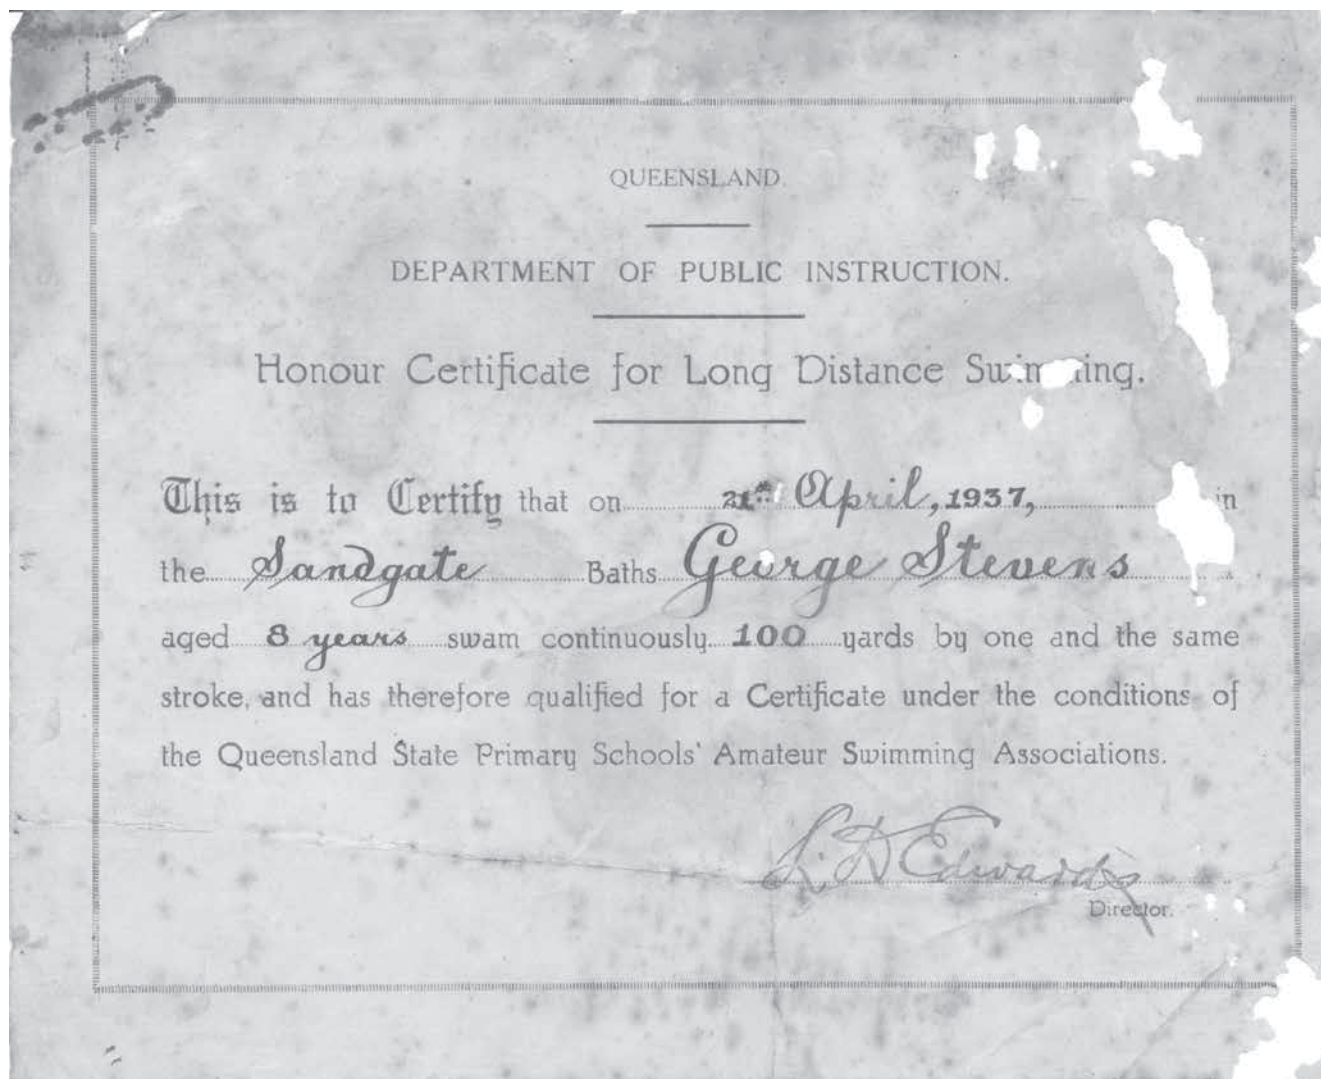 QUEENSLAND.
DEPARTMENT OF PUBLIC INSTRUCTION.
Honour Certificate for Long Distance Swimming.
This is to Certify that on 21st April, 1937, in
the Sandgate Baths George Stevens
aged 8 years swam continuously 100 yards by one and the same
stroke, and has therefore qualified for a Certificate under the conditions of
the Queensland State Primary Schools' Amateur Swimming Associations.
L. D Edwards
Director.